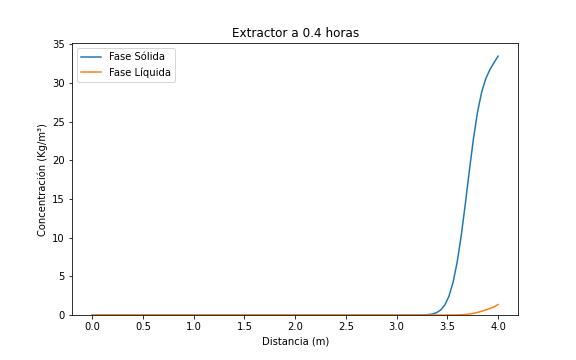 Extractor a 0.4 horas
Fase Sólida
Fase Líquida
Concentración (Kg/m³)
35
30
25
20
15
10
5
0
0.0 0.5 1.0 1.5 2.0 2.5 3.0 3.5 4.0
Distancia (m)